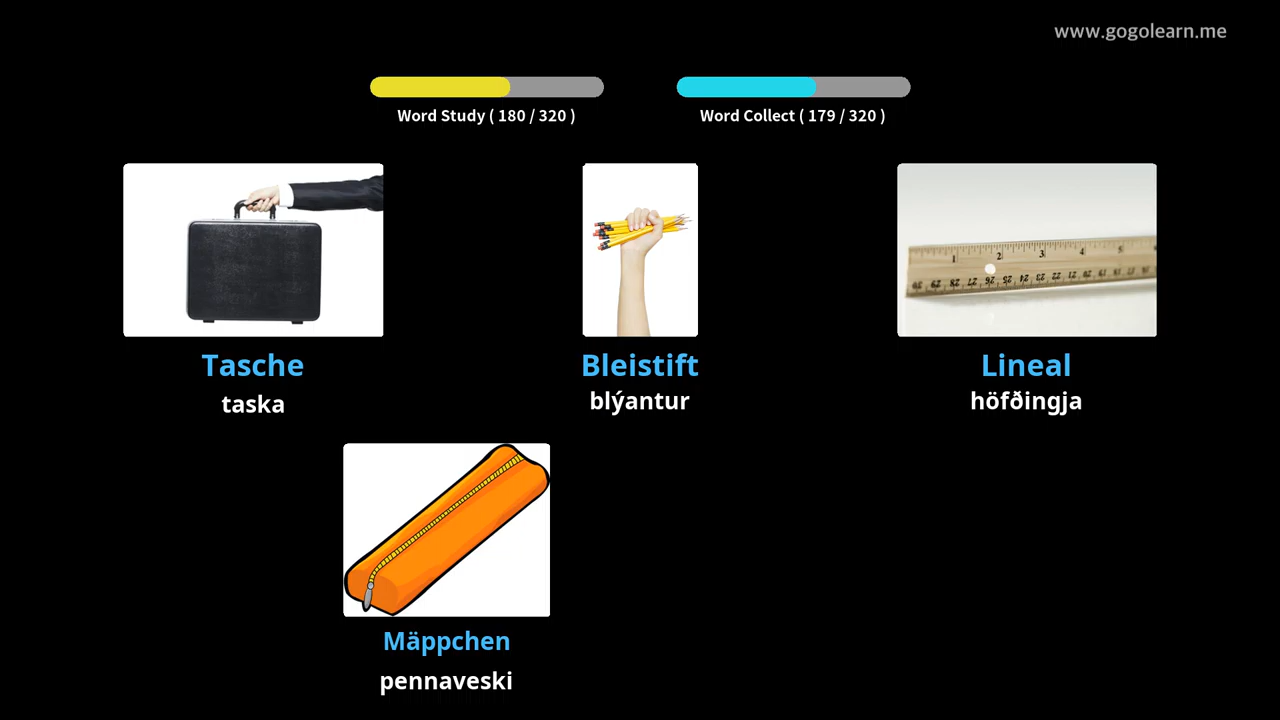 www.gogolearn.me
Word Study ( 180 / 320 )
Word Collect ( 179 / 320 )
Tasche
taska
Bleistift
blýantur
Lineal
höfðingja
Mäppchen
pennaveski